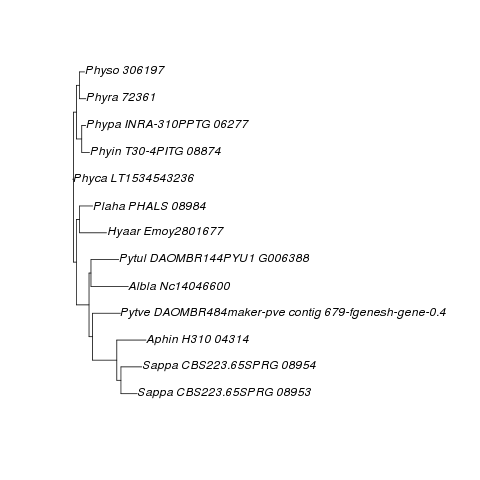 Physo 306197
Phyra 72361
Phypa INRA-310PPTG 06277
Phyin T30-4PITG 08874
Phyca LT1534543236
Plaha PHALS 08984
Hyaar Emoy2801677
Pytul DAOMBR144PYU1 G006388
Albla Nc14046600
Pytve DAOMBR484maker-pve contig 679-fgenesh-gene-0.4
Aphin H310 04314
Sappa CBS223.65SPRG 08954
Sappa CBS223.65SPRG 08953